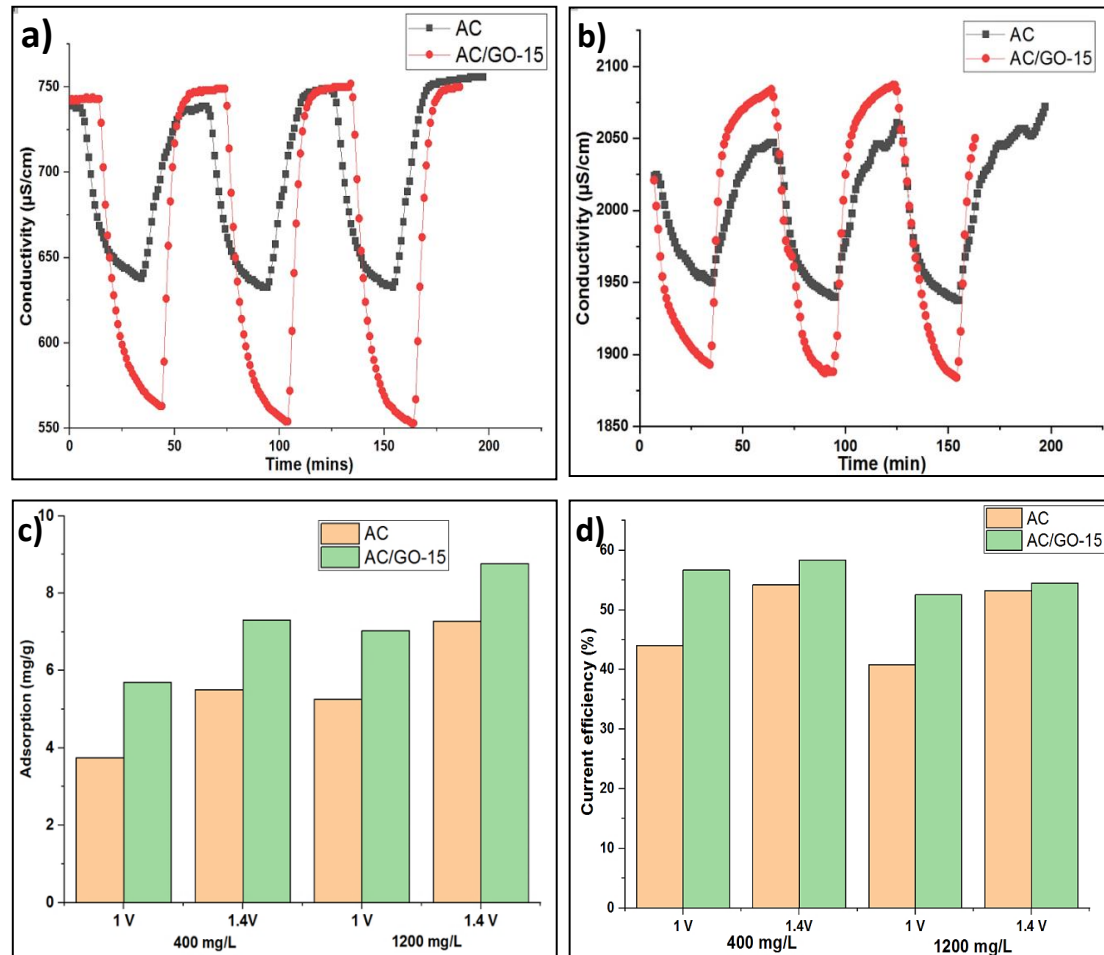 a)
AC
AC/GO-15
750
700
650
600
550
Conductivity (µS/cm)
0
50
100
150
200
Time (mins)
b)
AC
AC/GO-15
2100
2050
2000
1950
1900
1850
Conductivity (µS/cm)
0
50
100
150
200
Time (min)
c)
AC
AC/GO-15
10
8
6
4
2
0
Adsorption (mg/g)
1 V
1.4V
1 V
1.4 V
400 mg/L
1200 mg/L
d)
AC
AC/GO-15
60
50
40
30
20
10
0
Current efficiency (%)
1 V
1.4V
1 V
1.4 V
400 mg/L
1200 mg/L